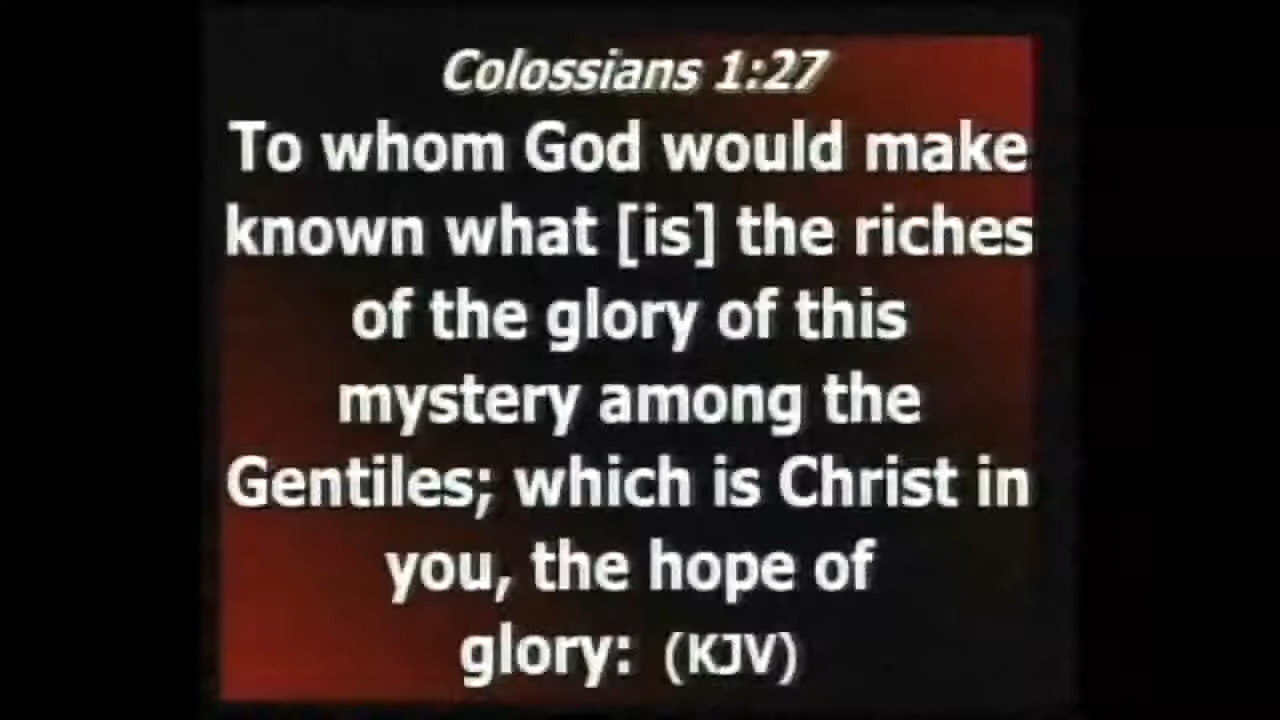 Colossians 1:27
To whom God would make
known what [is] the riches
of the glory of this
mystery among the
Gentiles; which is Christ in
you, the hope of
glory: (KJV)